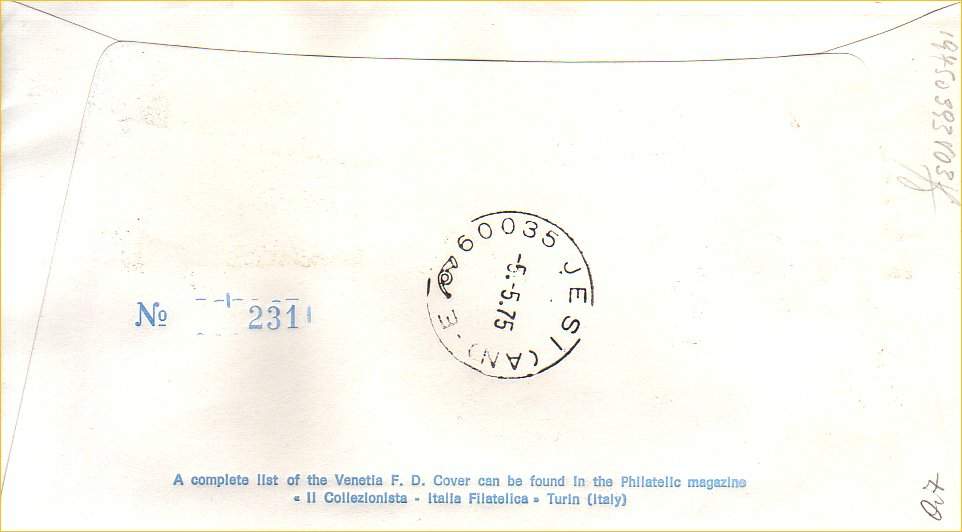 60035 JESI (AN)
-5.-5.75
No 231
A complete list of the Venetia F. D. Cover can be found in the Philatelic magazine
« Il Collezionista - Italia Filatelica » Turin (Italy)